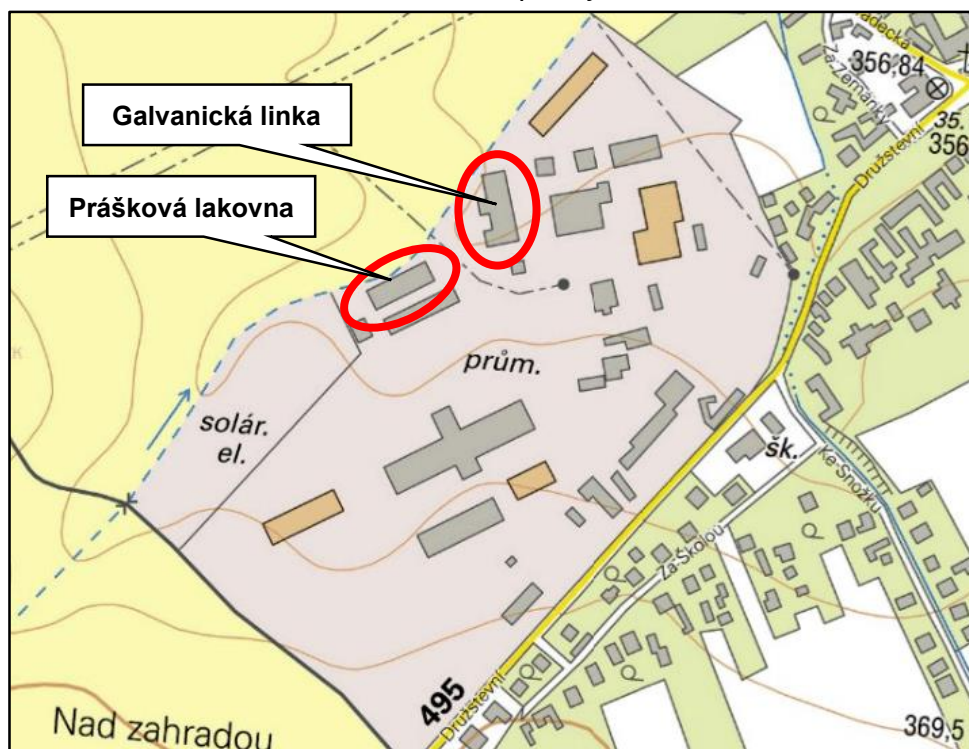 Galvanická linka
Prášková lakovna
356,84
Za Zernárky
35.
356
Družstevní
prům.
solár.
el.
šk.
Ke Snožku
Za Školou
495
Družstevní
Nad zahradou
369,5